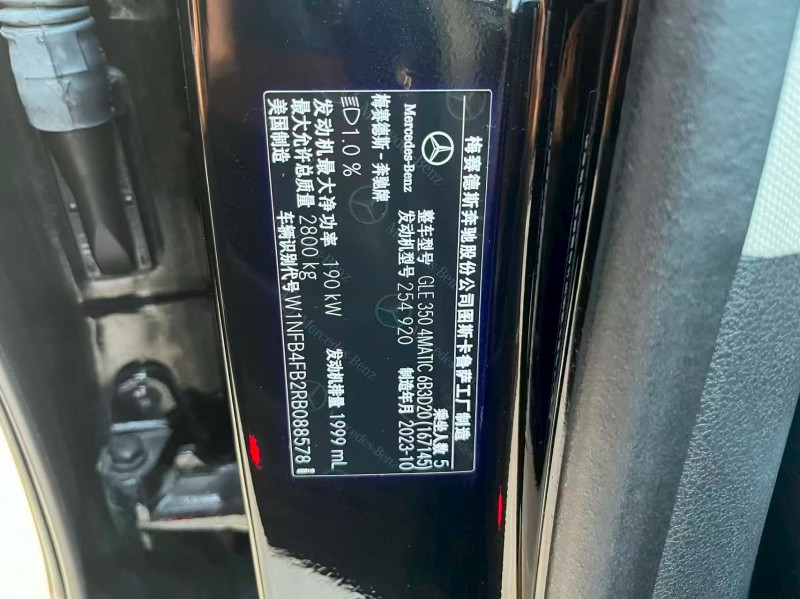 梅赛德斯奔驰股份公司图斯卡鲁萨工厂制造
Mercedes-Benz
整车型号 GLE 350 4MATIC 6B3D20(167145)
乘坐人数 5
发动机型号 254 920
制造年月 2023-10
梅赛德斯-奔驰牌
1.0 %
发动机最大净功率 190 kW
发动机排量 1999 mL
最大允许总质量 2800 kg
车辆识别代号 W1NFB4FB2RB088578
美国制造